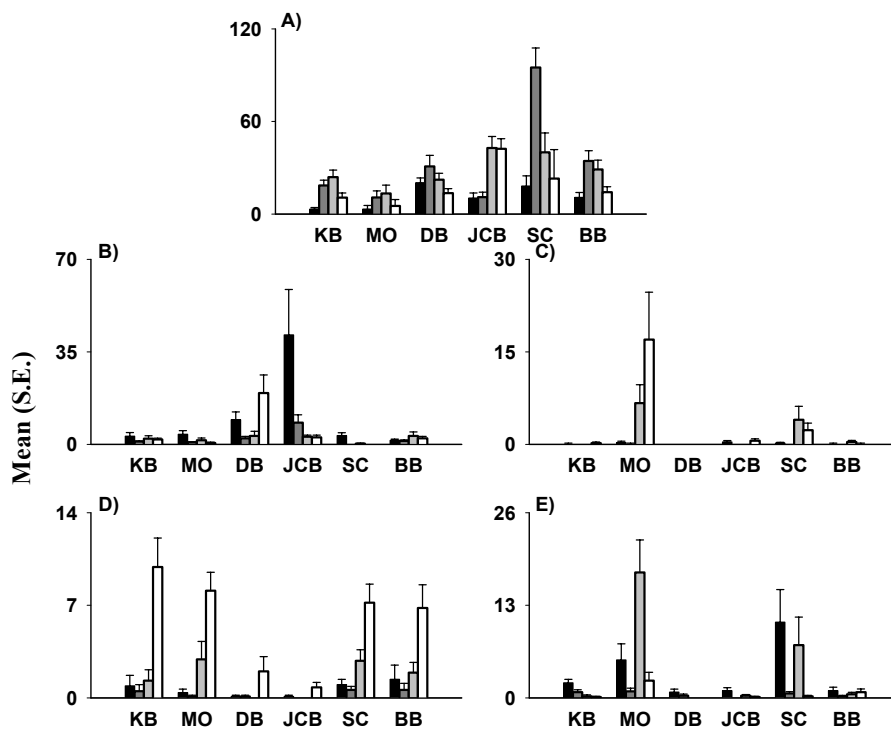 A)
120
60
0
KB MO DB JCB SC BB
B)
70
35
0
KB MO DB JCB SC BB
C)
30
15
0
KB MO DB JCB SC BB
Mean (S.E.)
D)
14
7
0
KB MO DB JCB SC BB
E)
26
13
0
KB MO DB JCB SC BB